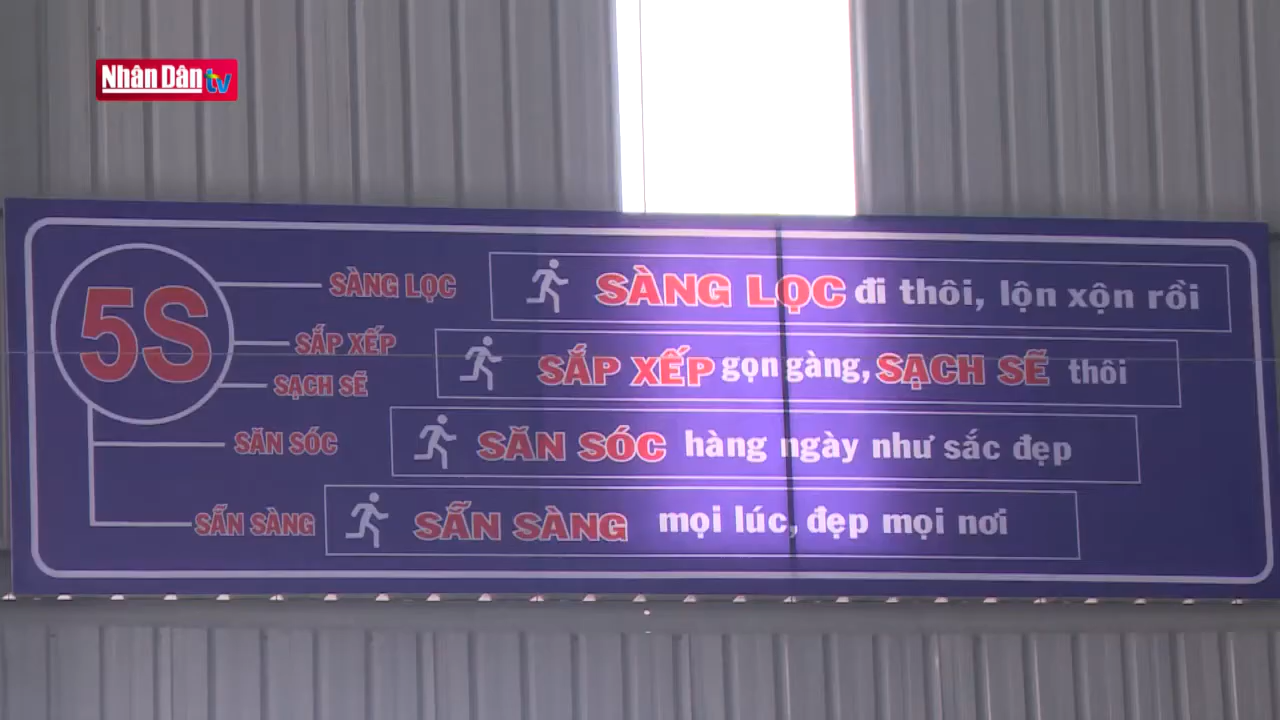 Nhân Dân tv
5S
SÀNG LỌC
SÀNG LỌC đi thôi, lộn xộn rồi
SẮP XẾP
SẮP XẾP gọn gàng, SẠCH SẼ thôi
SẠCH SẼ
SĂN SÓC
SĂN SÓC hàng ngày như sắc đẹp
SẴN SÀNG
SẴN SÀNG mọi lúc, đẹp mọi nơi